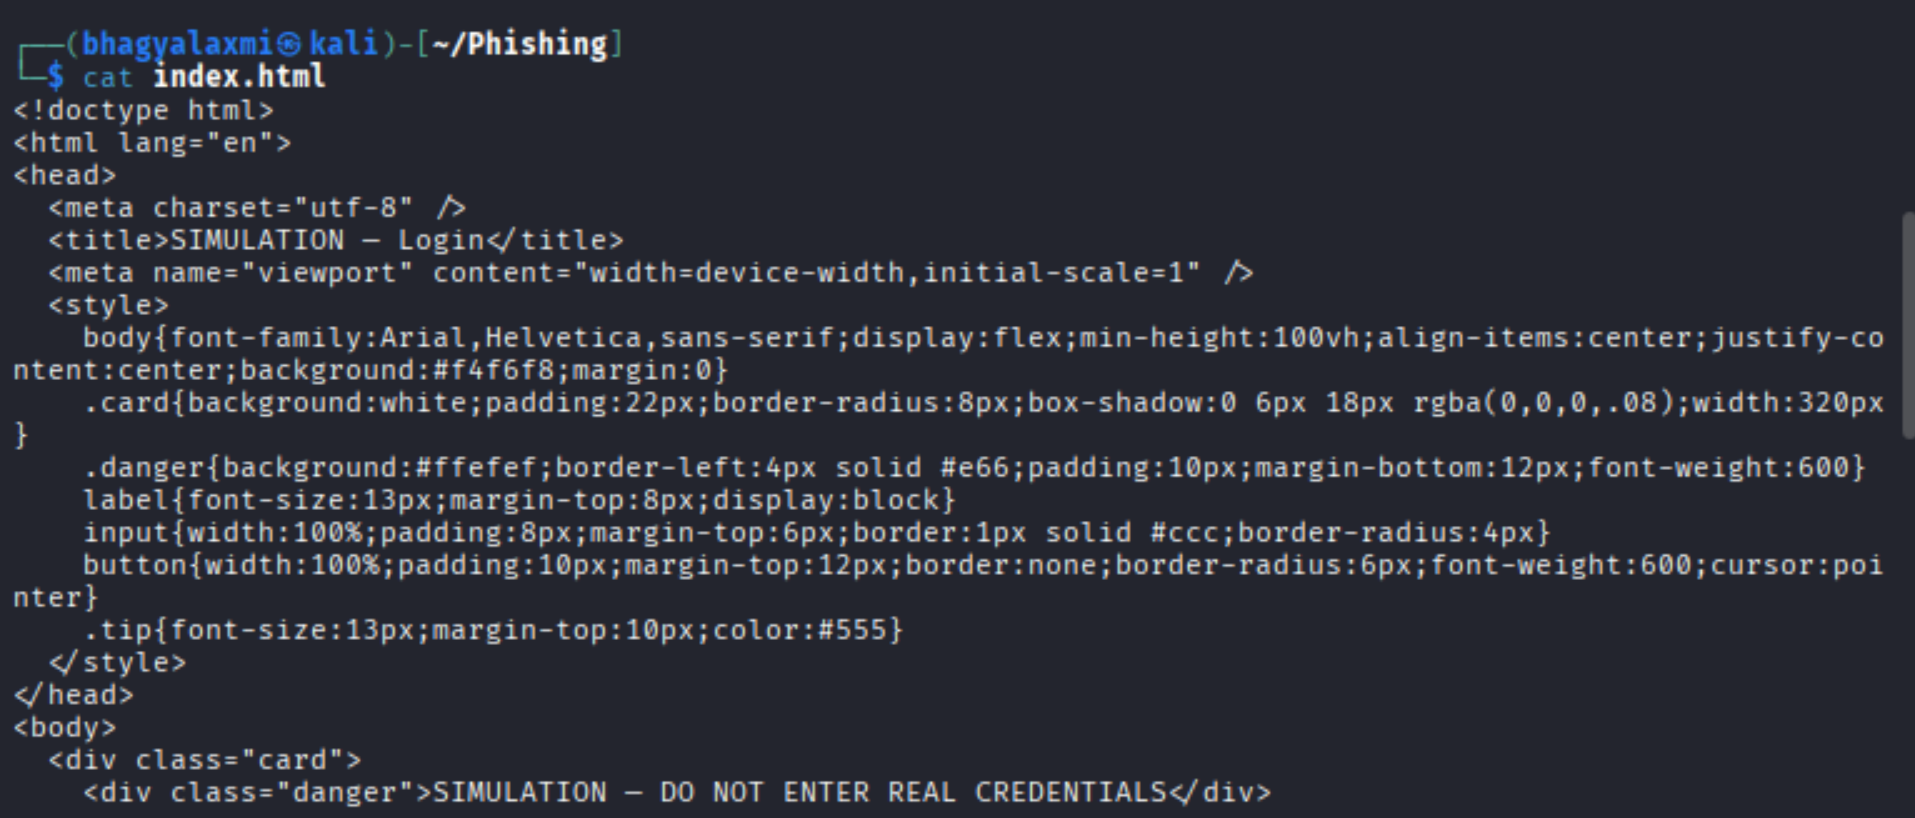 ┌──(bhagyalaxmi㉿kali)-[~/Phishing]
└─$ cat index.html
<!doctype html>
<html lang="en">
<head>
  <meta charset="utf-8" />
  <title>SIMULATION — Login</title>
  <meta name="viewport" content="width=device-width,initial-scale=1" />
  <style>
    body{font-family:Arial,Helvetica,sans-serif;display:flex;min-height:100vh;align-items:center;justify-co
ntent:center;background:#f4f6f8;margin:0}
    .card{background:white;padding:22px;border-radius:8px;box-shadow:0 6px 18px rgba(0,0,0,.08);width:320px
}
    .danger{background:#ffefef;border-left:4px solid #e66;padding:10px;margin-bottom:12px;font-weight:600}
    label{font-size:13px;margin-top:8px;display:block}
    input{width:100%;padding:8px;margin-top:6px;border:1px solid #ccc;border-radius:4px}
    button{width:100%;padding:10px;margin-top:12px;border:none;border-radius:6px;font-weight:600;cursor:poi
nter}
    .tip{font-size:13px;margin-top:10px;color:#555}
  </style>
</head>
<body>
  <div class="card">
    <div class="danger">SIMULATION — DO NOT ENTER REAL CREDENTIALS</div>